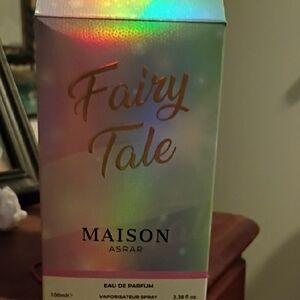 Fairy
Tale
MAISON
ASRAR
EAU DE PARFUM
100ml℮ VAPORISATEUR SPRAY 3.38 fl.oz